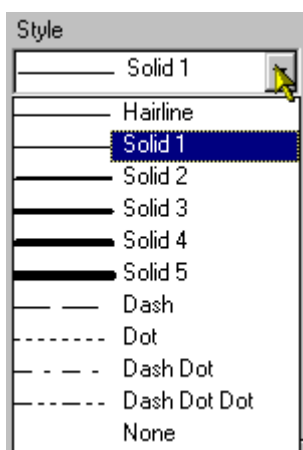 Style
Solid 1
Hairline
Solid 1
Solid 2
Solid 3
Solid 4
Solid 5
Dash
Dot
Dash Dot
Dash Dot Dot
None